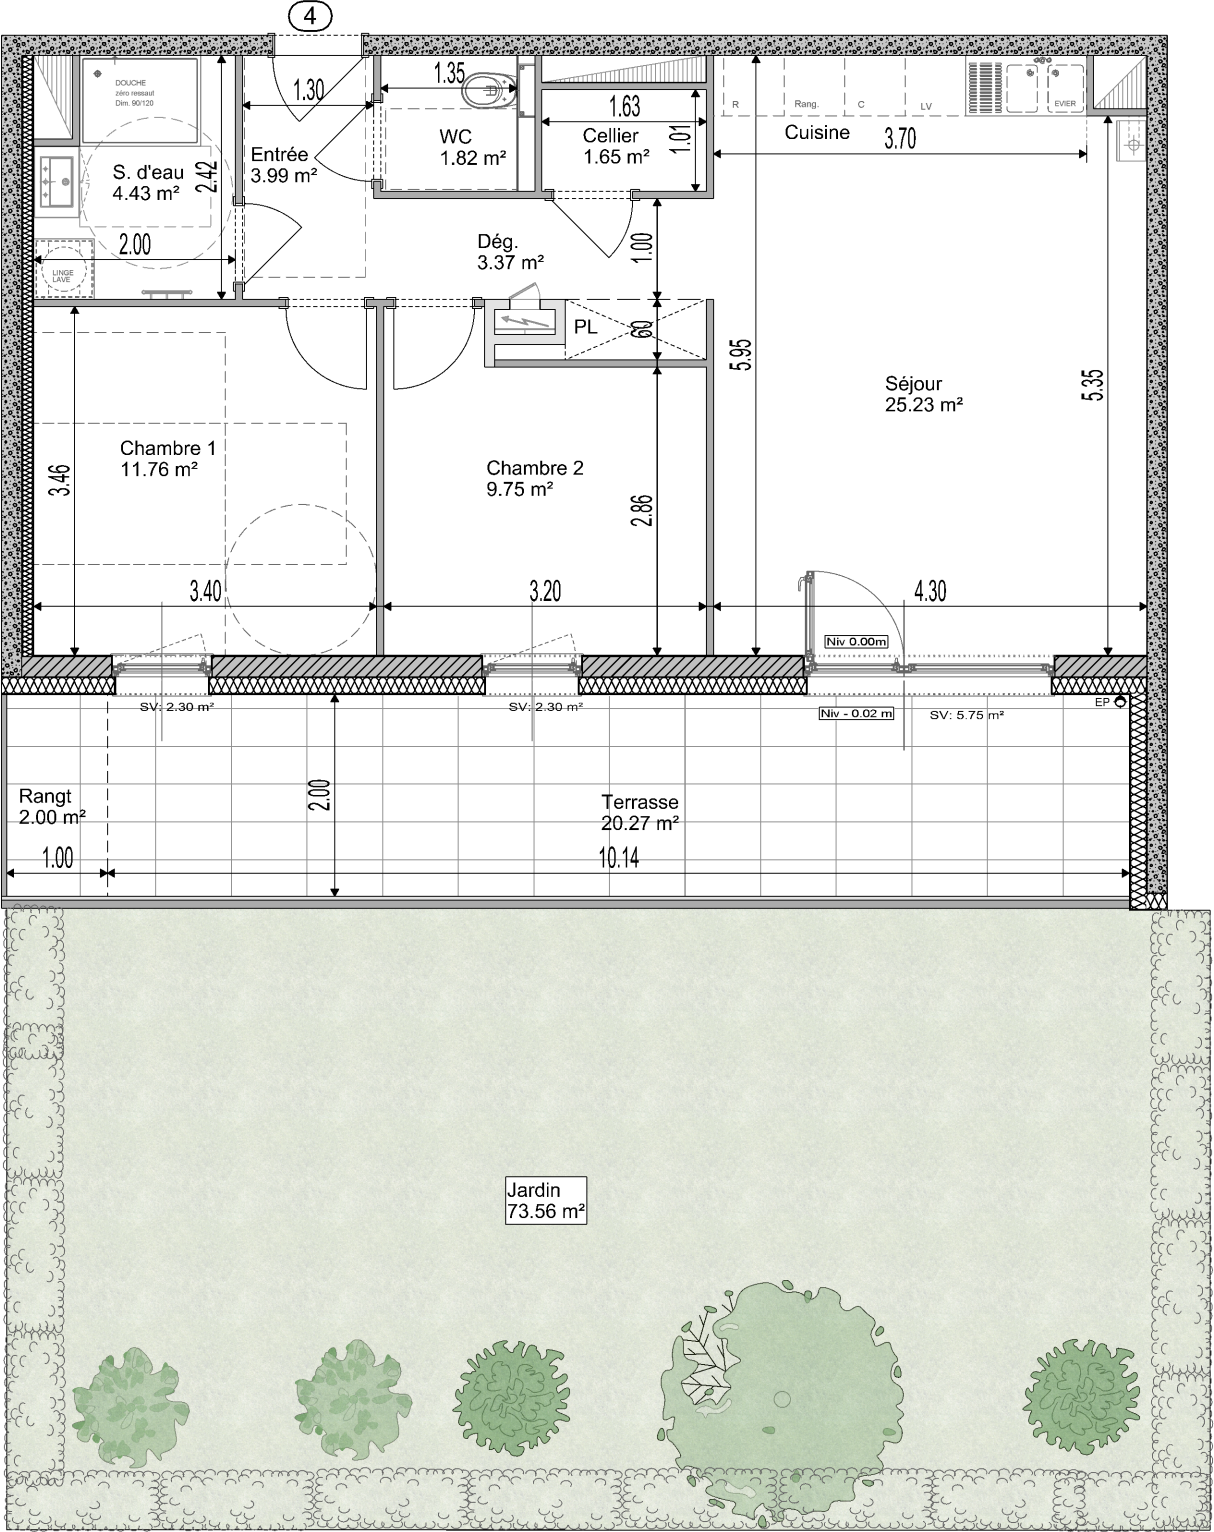 4
DOUCHE
zéro ressaut
Dim. 90/120
1.30
1.35
WC
1.82 m²
1.63
Cellier
1.65 m²
1.01
R
Rang.
C
LV
EVIER
Cuisine
3.70
Entrée
3.99 m²
S. d'eau
4.43 m²
2.42
2.00
LINGE
LAVE
Dég.
3.37 m²
1.00
PL
60
5.95
5.35
Séjour
25.23 m²
Chambre 1
11.76 m²
3.46
Chambre 2
9.75 m²
2.86
3.40
3.20
4.30
Niv 0.00m
SV: 2.30 m²
SV: 2.30 m²
Niv - 0.02 m
SV: 5.75 m²
EP
Rangt
2.00 m²
2.00
Terrasse
20.27 m²
1.00
10.14
Jardin
73.56 m²